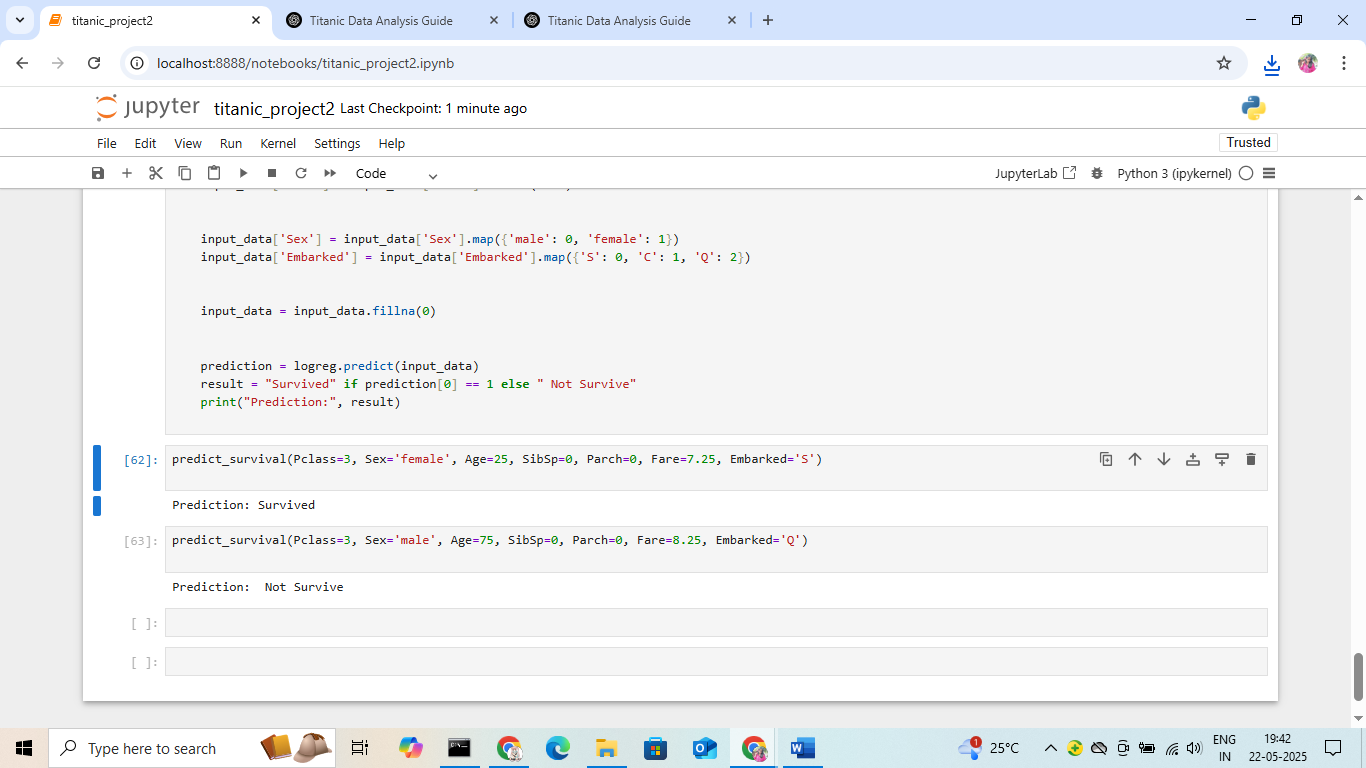 titanic_project2
Titanic Data Analysis Guide
Titanic Data Analysis Guide
localhost:8888/notebooks/titanic_project2.ipynb
jupyter titanic_project2 Last Checkpoint: 1 minute ago
File Edit View Run Kernel Settings Help
Trusted
Code
JupyterLab
Python 3 (ipykernel)
input_data['Sex'] = input_data['Sex'].map({'male': 0, 'female': 1})
input_data['Embarked'] = input_data['Embarked'].map({'S': 0, 'C': 1, 'Q': 2})
input_data = input_data.fillna(0)
prediction = logreg.predict(input_data)
result = "Survived" if prediction[0] == 1 else " Not Survive"
print("Prediction:", result)
[62]: predict_survival(Pclass=3, Sex='female', Age=25, SibSp=0, Parch=0, Fare=7.25, Embarked='S')
Prediction: Survived
[63]: predict_survival(Pclass=3, Sex='male', Age=75, SibSp=0, Parch=0, Fare=8.25, Embarked='Q')
Prediction:  Not Survive
[ ]:
[ ]:
Type here to search
1
25°C
ENG
IN
19:42
22-05-2025